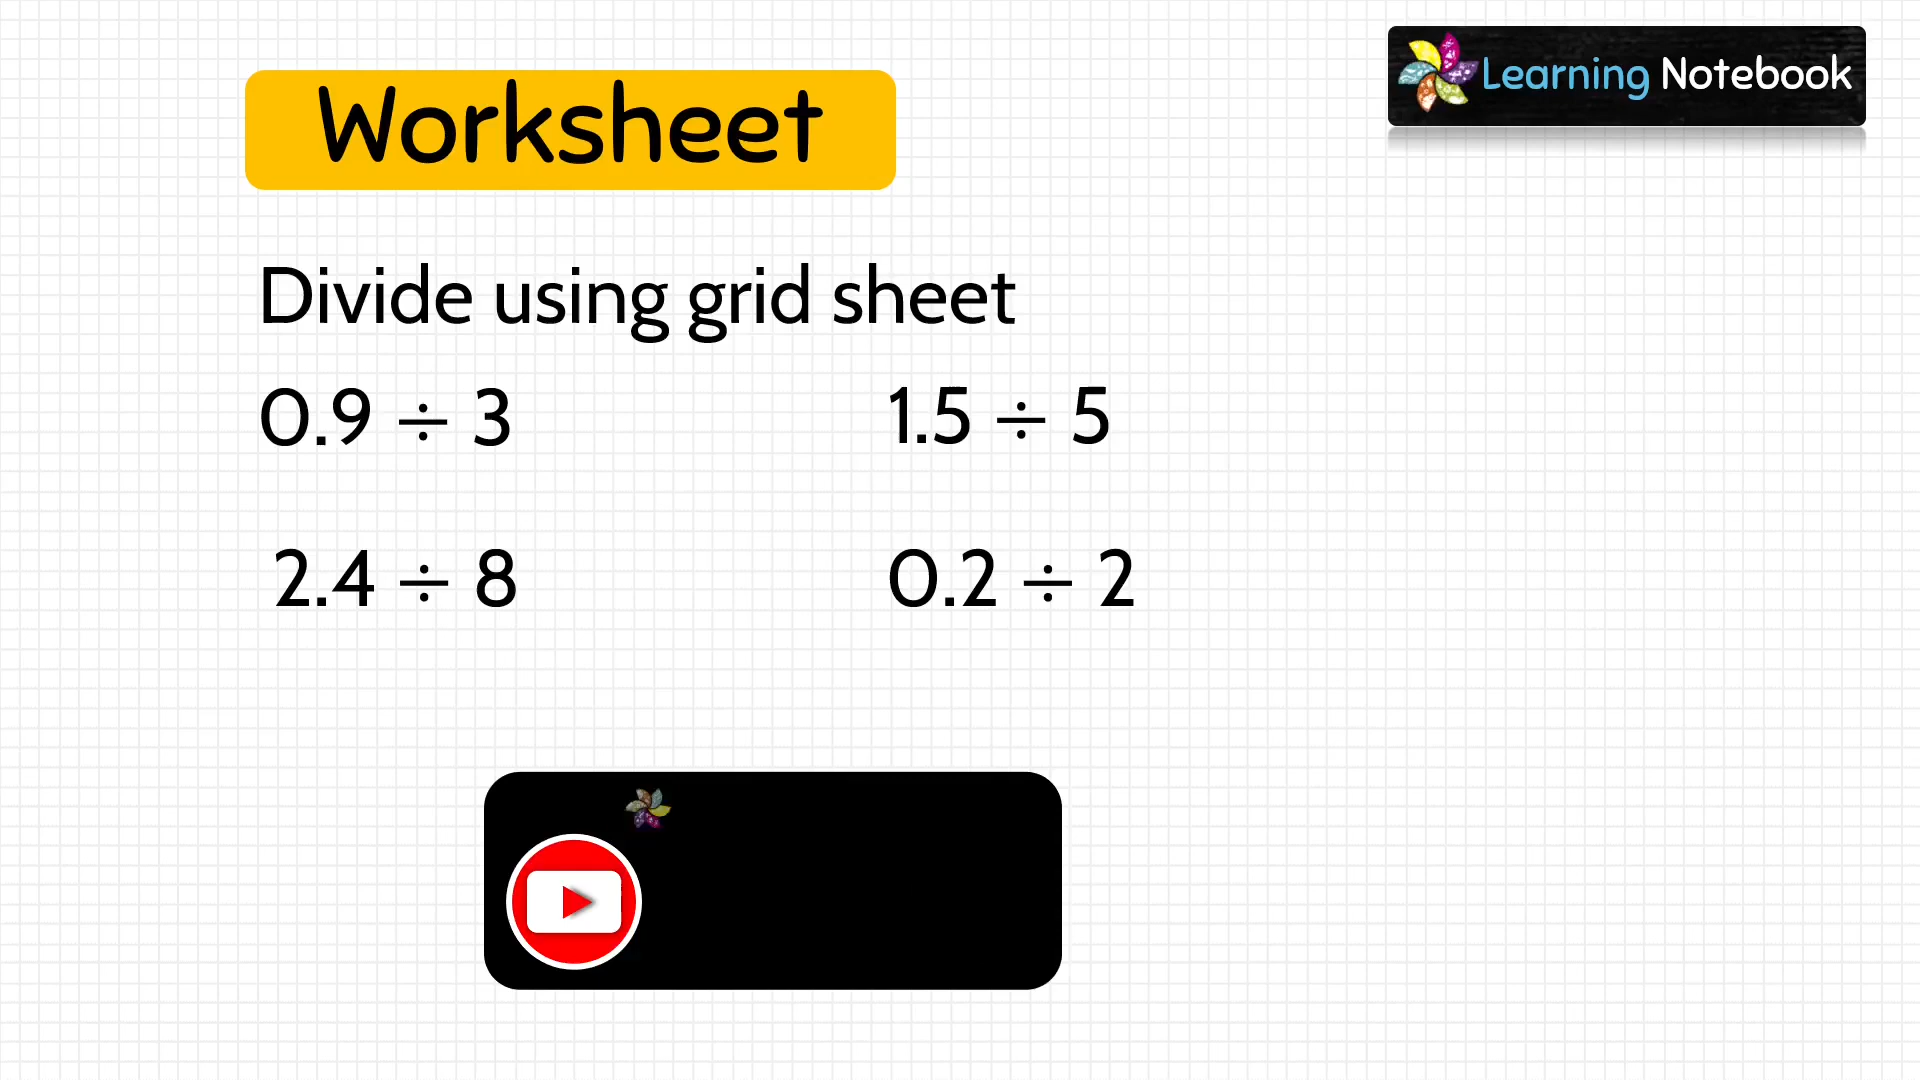 Learning Notebook
Worksheet
Divide using grid sheet
0.9 ÷ 3 1.5 ÷ 5
2.4 ÷ 8 0.2 ÷ 2